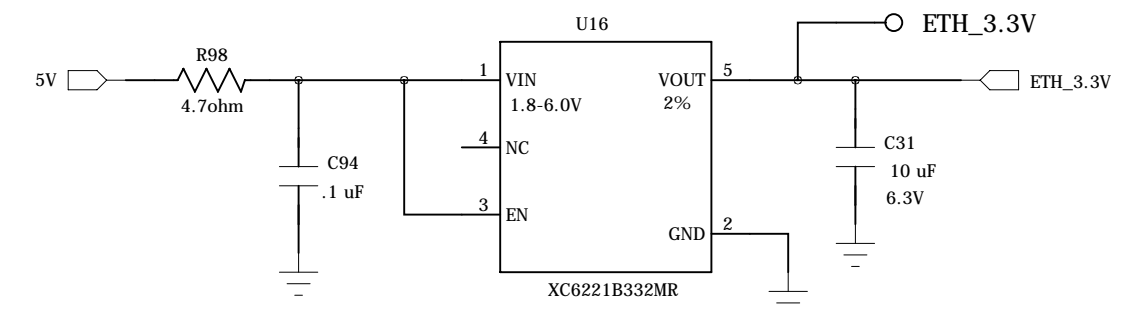 U16
ETH_3.3V
R98
5V
4.7ohm
1
VIN
1.8-6.0V
VOUT
2%
5
ETH_3.3V
4
NC
C94
.1 uF
C31
10 uF
6.3V
3
EN
GND
2
XC6221B332MR